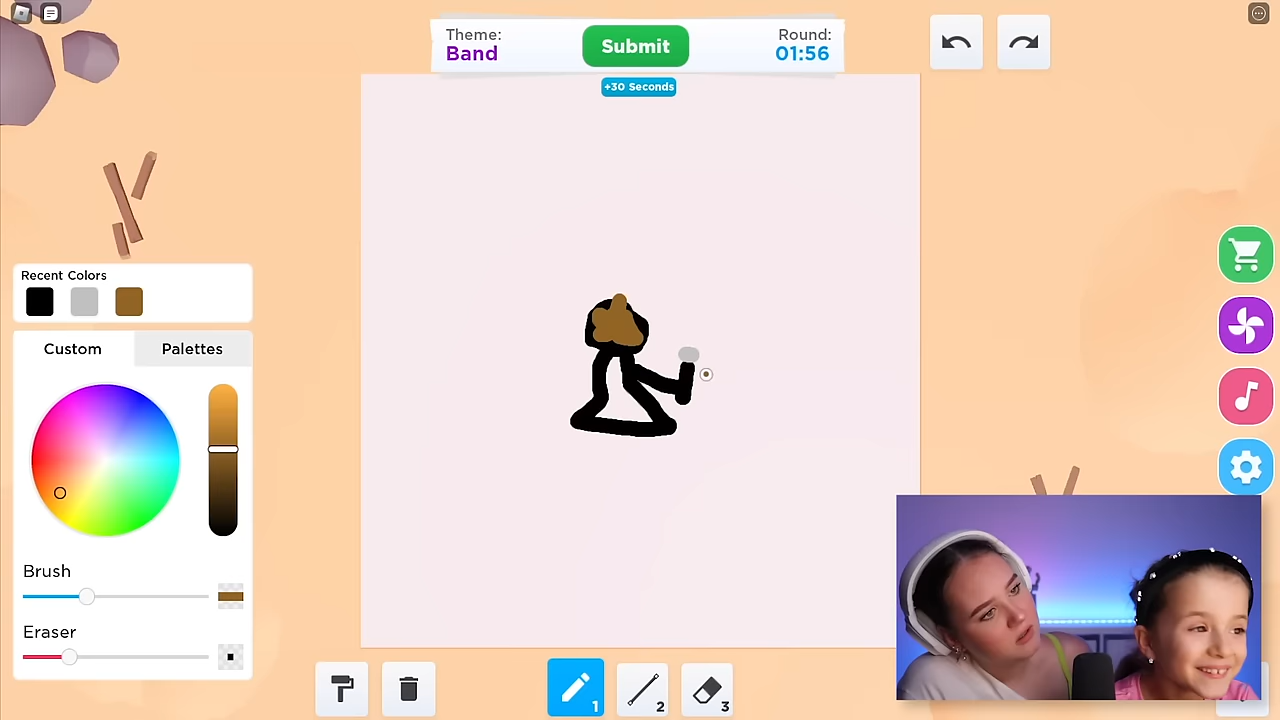 Theme:
Band
Submit
Round:
01:56
+30 Seconds
Recent Colors
Custom
Palettes
Brush
Eraser
1
2
3